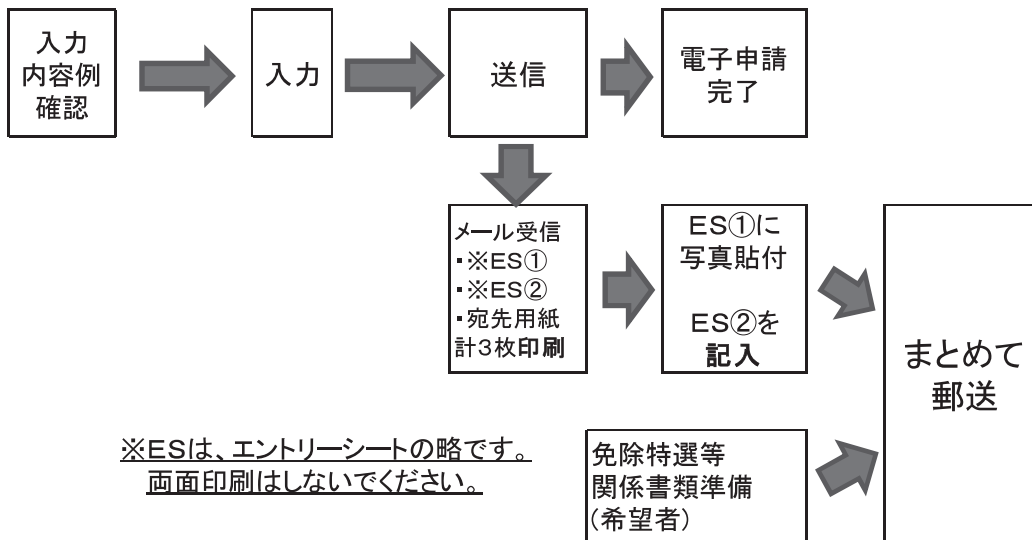 入力
内容例
確認
入力
送信
電子申請
完了
メール受信
・※ES①
・※ES②
・宛先用紙
計3枚印刷
ES①に
写真貼付
ES②を
記入
まとめて
郵送
※ESは、エントリーシートの略です。
両面印刷はしないでください。
免除特選等
関係書類準備
(希望者)